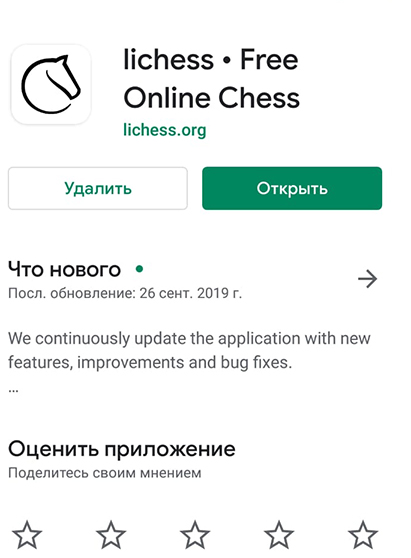 lichess • Free
Online Chess
lichess.org
Удалить
Открыть
Что нового •
Посл. обновление: 26 сент. 2019 г.
We continuously update the application with new
features, improvements and bug fixes.
...
Оценить приложение
Поделитесь своим мнением